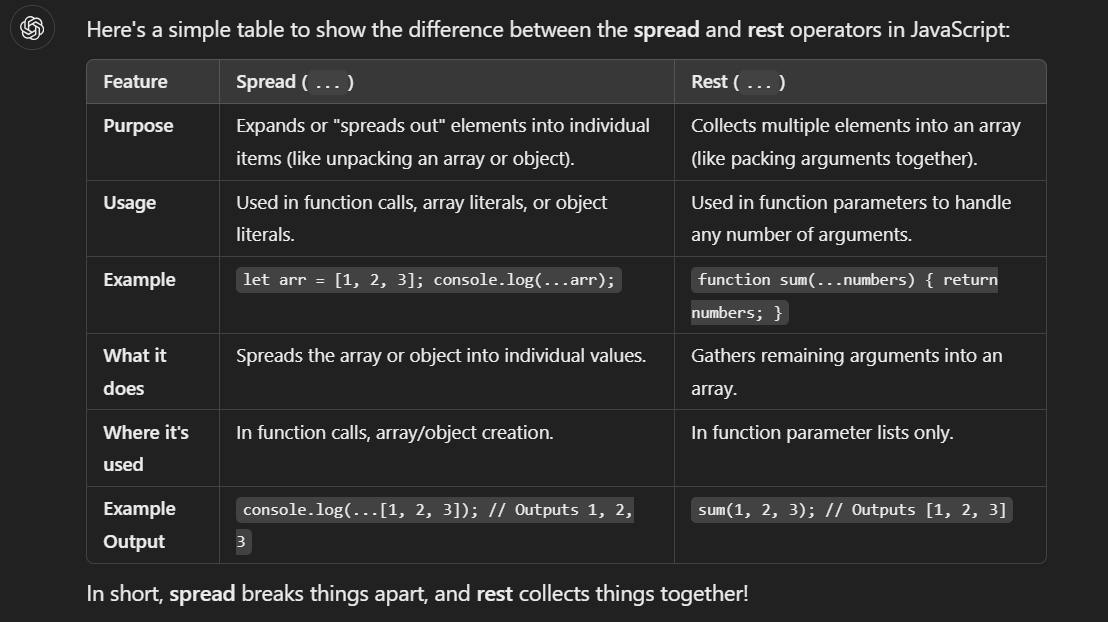 Here's a simple table to show the difference between the spread and rest operators in JavaScript:
Feature Spread ( ... ) Rest ( ... )
Purpose Expands or "spreads out" elements into individual Collects multiple elements into an array
items (like unpacking an array or object). (like packing arguments together).
Usage Used in function calls, array literals, or object Used in function parameters to handle
literals. any number of arguments.
Example let arr = [1, 2, 3]; console.log(...arr); function sum(...numbers) { return
numbers; }
What it Spreads the array or object into individual values. Gathers remaining arguments into an
does array.
Where it's In function calls, array/object creation. In function parameter lists only.
used
Example console.log(...[1, 2, 3]); // Outputs 1, 2, sum(1, 2, 3); // Outputs [1, 2, 3]
Output 3
In short, spread breaks things apart, and rest collects things together!